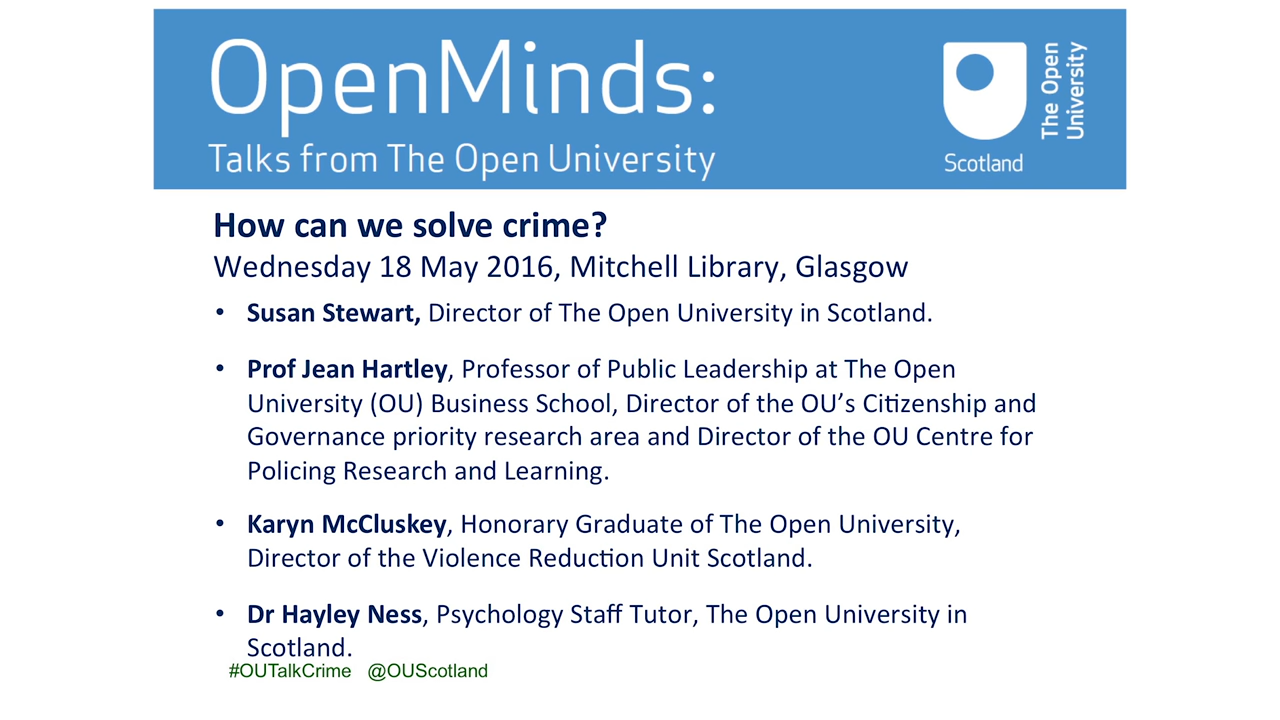 OpenMinds:
Talks from The Open University
The Open
University
Scotland
How can we solve crime?
Wednesday 18 May 2016, Mitchell Library, Glasgow
• Susan Stewart, Director of The Open University in Scotland.
• Prof Jean Hartley, Professor of Public Leadership at The Open
University (OU) Business School, Director of the OU’s Citizenship and
Governance priority research area and Director of the OU Centre for
Policing Research and Learning.
• Karyn McCluskey, Honorary Graduate of The Open University,
Director of the Violence Reduction Unit Scotland.
• Dr Hayley Ness, Psychology Staff Tutor, The Open University in
Scotland.
#OUTalkCrime @OUScotland